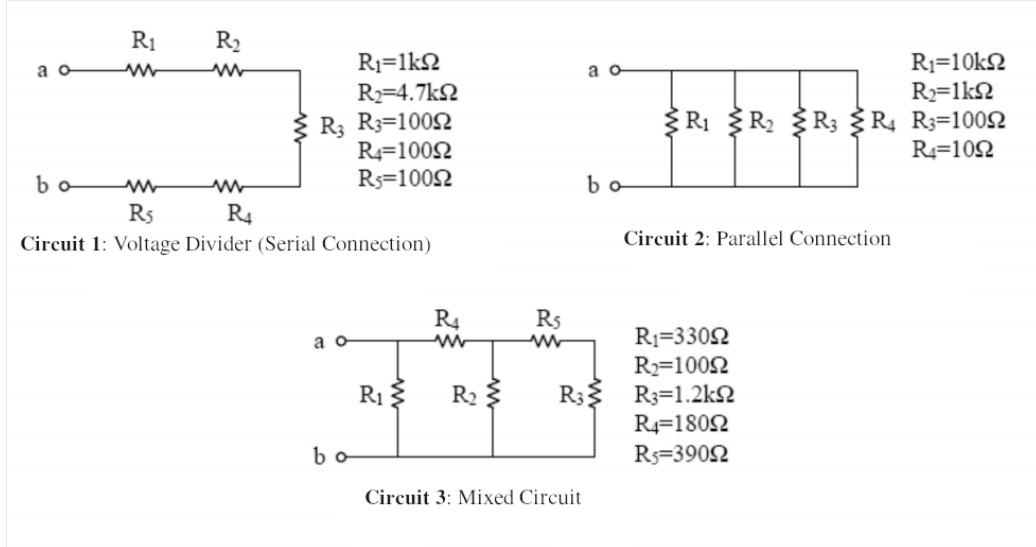 R₁ R₂
a
R₁=1kΩ
R₂=4.7kΩ
R₃ R₃=100Ω
R₄=100Ω
b
R₅=100Ω
R₅ R₄
Circuit 1: Voltage Divider (Serial Connection)
a
R₁=10kΩ
R₂=1kΩ
R₁ R₂ R₃ R₄ R₃=100Ω
R₄=10Ω
b
Circuit 2: Parallel Connection
R₄ R₅
a
R₁=330Ω
R₂=100Ω
R₁ R₂ R₃ R₃=1.2kΩ
R₄=180Ω
b
R₅=390Ω
Circuit 3: Mixed Circuit